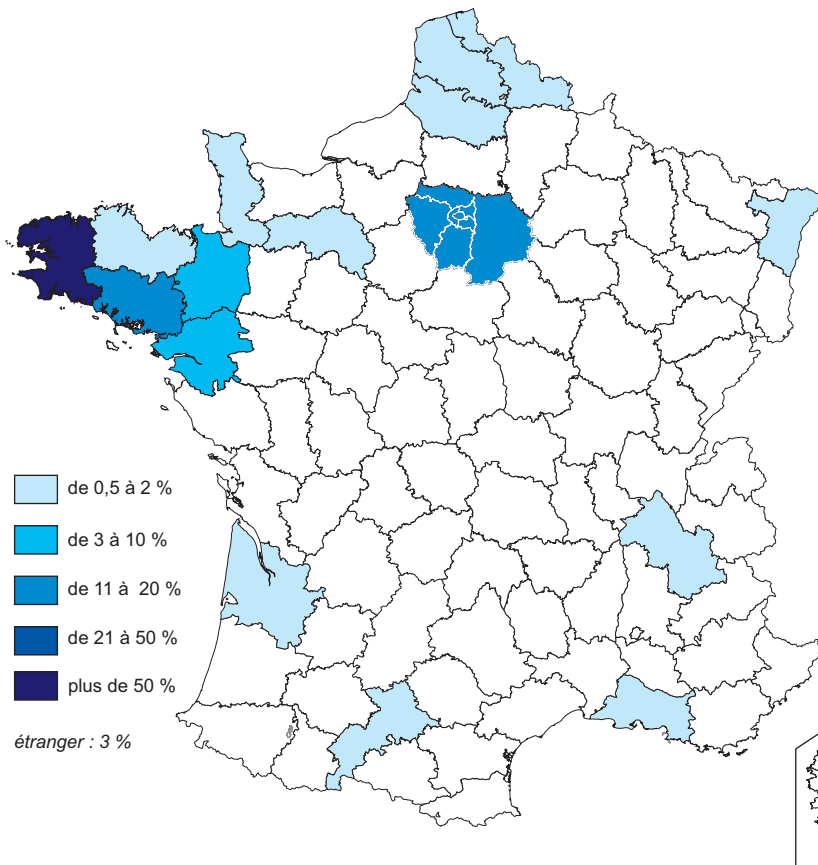 de 0,5 à 2 %
de 3 à 10 %
de 11 à 20 %
de 21 à 50 %
plus de 50 %
étranger : 3 %